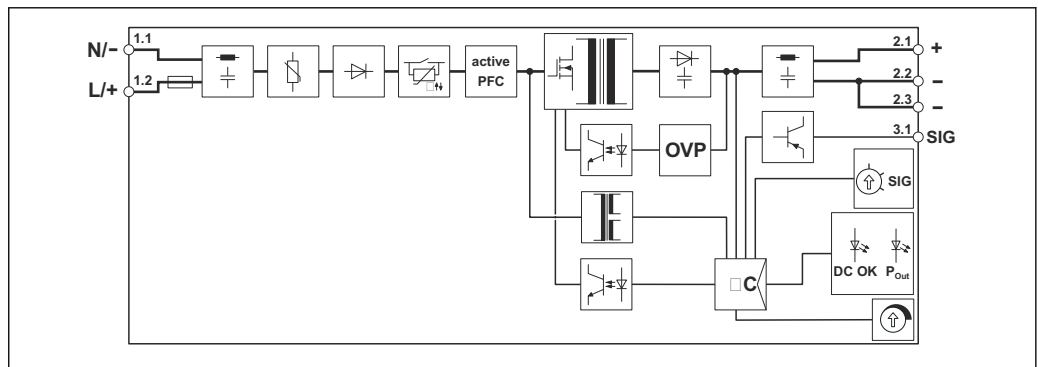 N/–
1.1
L/+
1.2
active
PFC
2.1
+
2.2
–
2.3
–
3.1
SIG
OVP
SIG
C
DC OK
P_Out